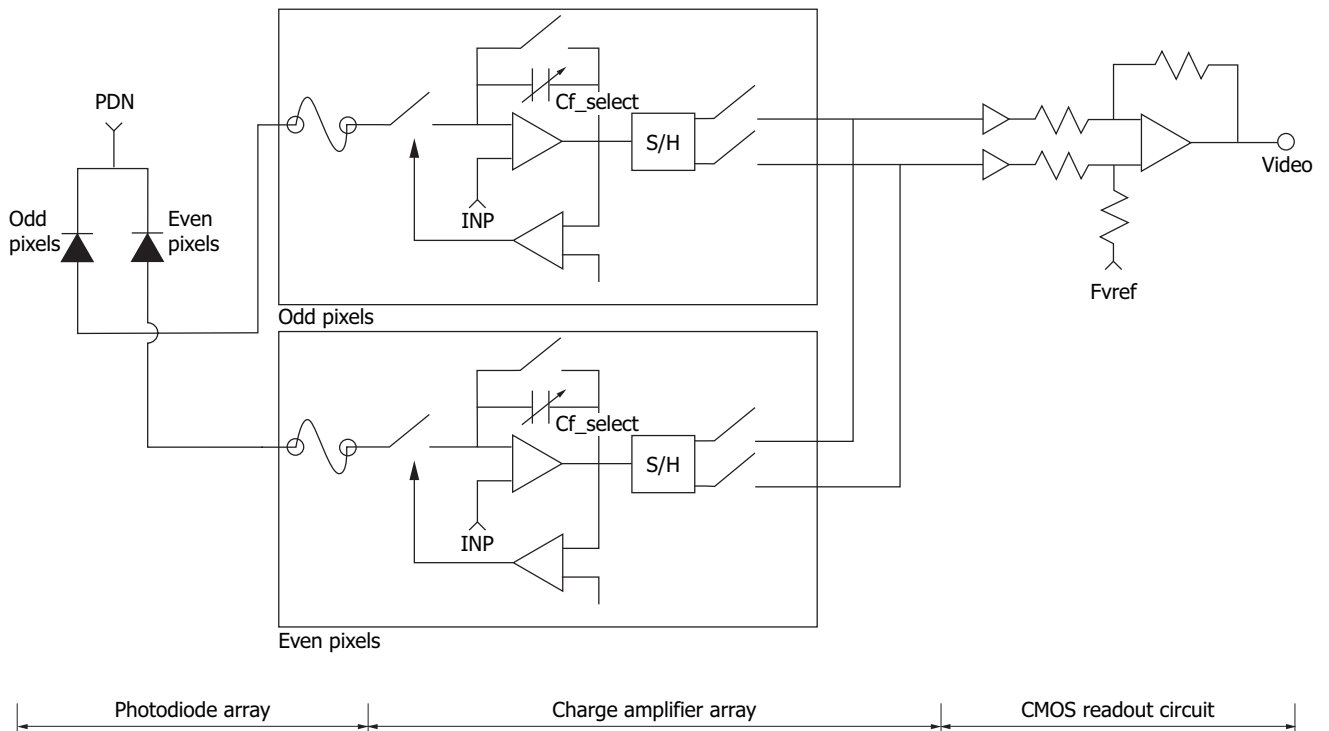 PDN
Odd
pixels
Even
pixels
Cf_select
S/H
INP
Odd pixels
Cf_select
S/H
INP
Even pixels
Video
Fvref
Photodiode array
Charge amplifier array
CMOS readout circuit